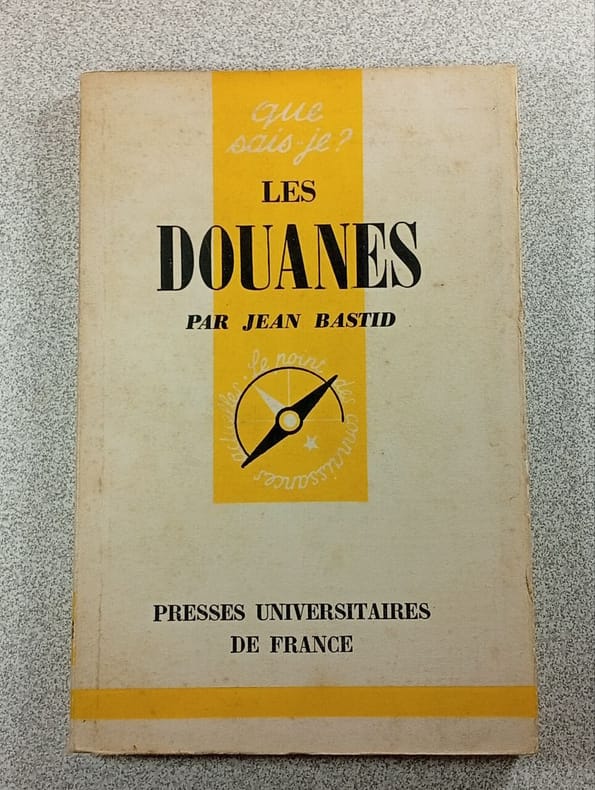 que
sais-je?
LES
DOUANES
PAR JEAN BASTID
le point des connaissances actuelles
PRESSES UNIVERSITAIRES
DE FRANCE